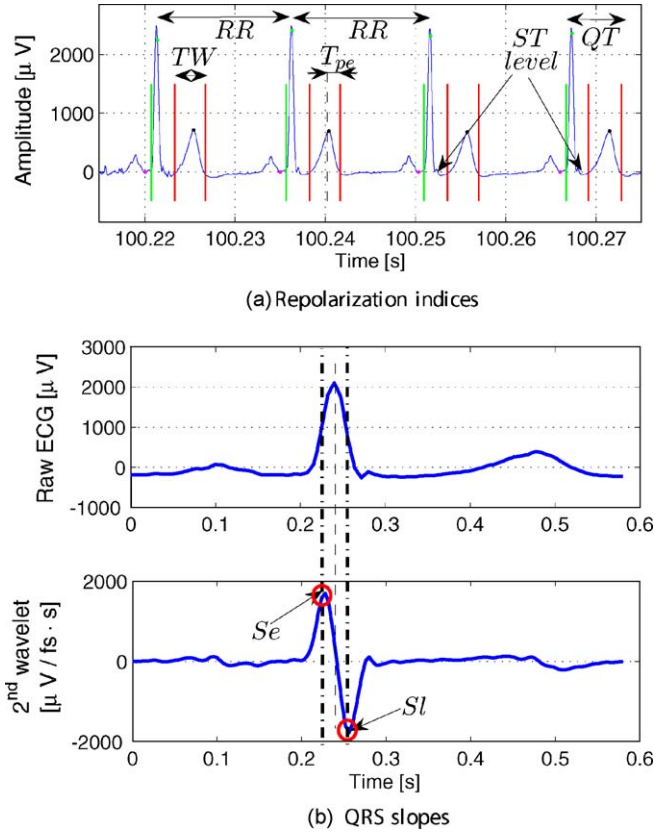 RR RR QT
TW T_pe ST level
Amplitude [μ V]
2000
1000
0
100.22 100.23 100.24 100.25 100.26 100.27
Time [s]
(a) Repolarization indices
Raw ECG [μ V]
3000
2000
1000
0
-1000
0 0.1 0.2 0.3 0.4 0.5 0.6
2nd wavelet
[μ V / fs · s]
2000
0
-2000
Se
Sl
0 0.1 0.2 0.3 0.4 0.5 0.6
Time [s]
(b) QRS slopes